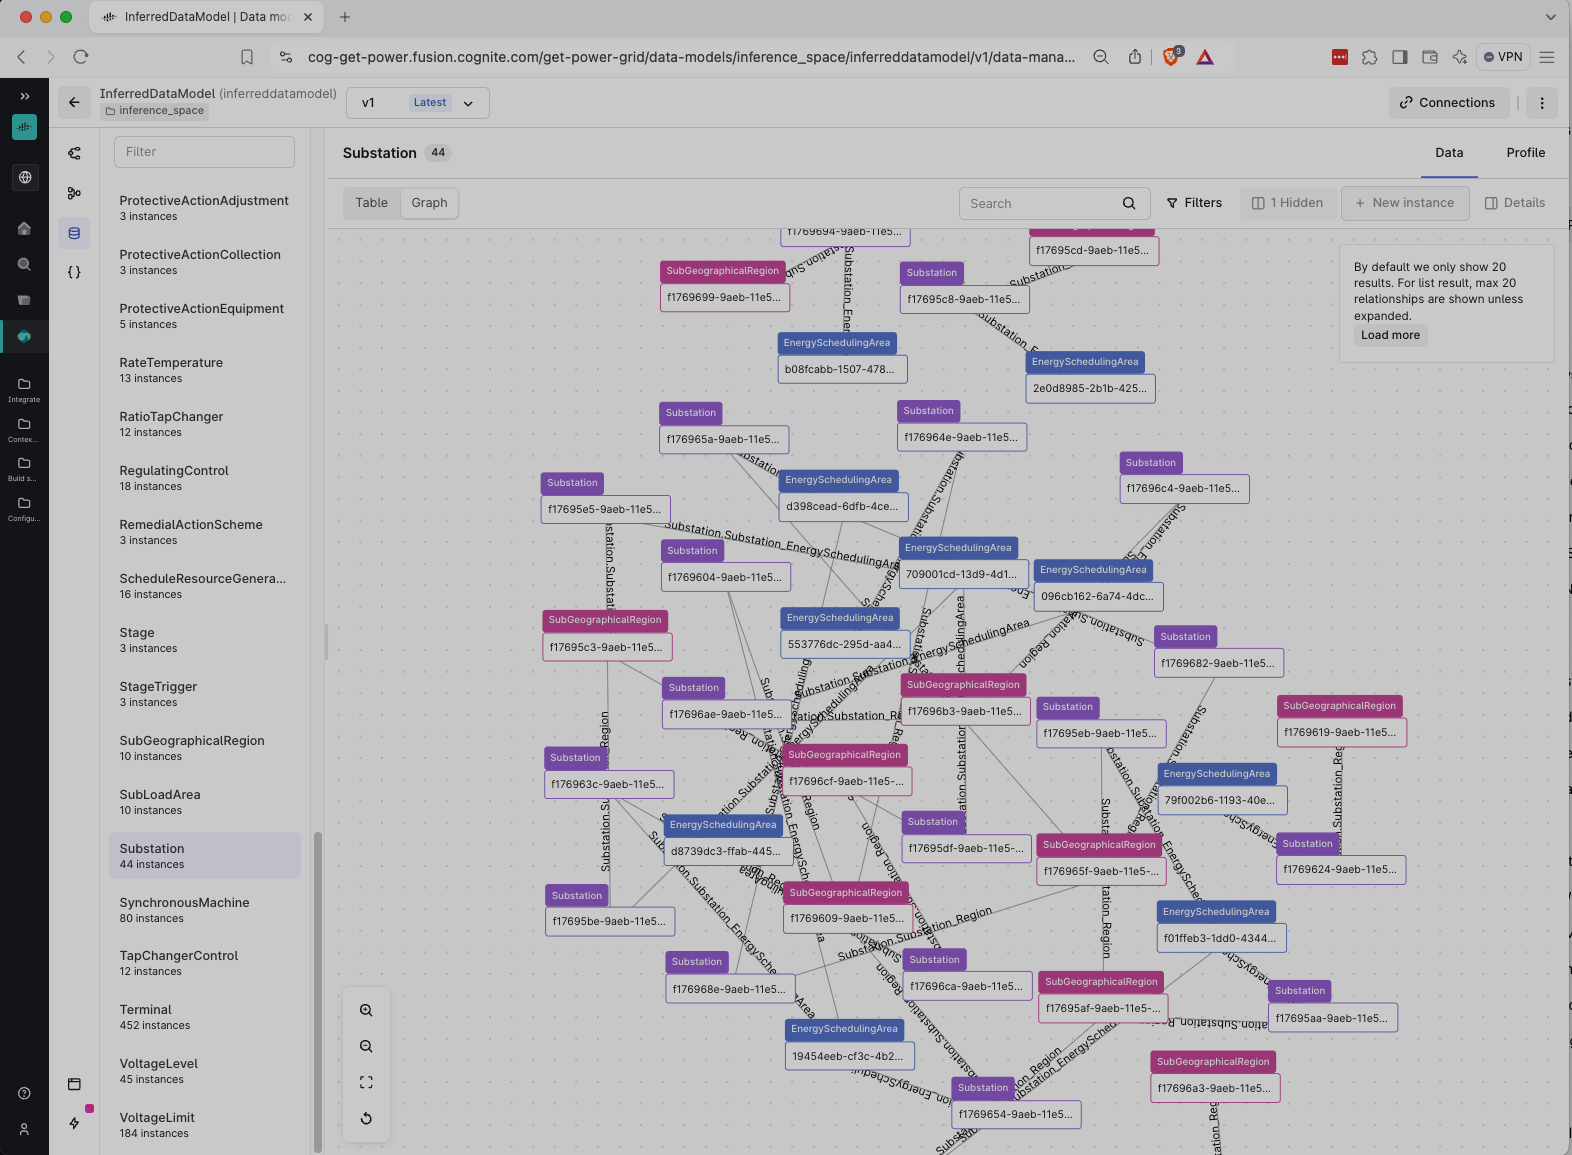 InferredDataModel | Data mo
cog-get-power.fusion.cognite.com/get-power-grid/data-models/inference_space/inferreddatamodel/v1/data-mana...
3
VPN
InferredDataModel (inferreddatamodel)
inference_space
v1 Latest
Connections
Integrate
Contex...
Build s...
Configu...
Filter
ProtectiveActionAdjustment
3 instances
ProtectiveActionCollection
3 instances
ProtectiveActionEquipment
5 instances
RateTemperature
13 instances
RatioTapChanger
12 instances
RegulatingControl
18 instances
RemedialActionScheme
3 instances
ScheduleResourceGenera...
16 instances
Stage
3 instances
StageTrigger
3 instances
SubGeographicalRegion
10 instances
SubLoadArea
10 instances
Substation
44 instances
SynchronousMachine
80 instances
TapChangerControl
12 instances
Terminal
452 instances
VoltageLevel
45 instances
VoltageLimit
184 instances
Substation 44
Data
Profile
Table
Graph
Search
Filters
1 Hidden
+ New instance
Details
By default we only show 20
results. For list result, max 20
relationships are shown unless
expanded.
Load more
f1769694-9aeb-11e5...
f17695cd-9aeb-11e5...
SubGeographicalRegion
f1769699-9aeb-11e5...
Substation
f17695c8-9aeb-11e5...
EnergySchedulingArea
b08fcabb-1507-478...
EnergySchedulingArea
2e0d8985-2b1b-425...
Substation
f176965a-9aeb-11e5...
Substation
f176964e-9aeb-11e5...
Substation
f17696c4-9aeb-11e5...
Substation
f17695e5-9aeb-11e5...
EnergySchedulingArea
d398cead-6dfb-4ce...
Substation.Substation_EnergySchedulingAre
Substation
f1769604-9aeb-11e5...
EnergySchedulingArea
709001cd-13d9-4d1...
EnergySchedulingArea
096cb162-6a74-4dc...
SubGeographicalRegion
f17695c3-9aeb-11e5...
EnergySchedulingArea
553776dc-295d-aa4...
Substation
f1769682-9aeb-11e5...
Substation.Substation_EnergySchedulingArea
Substation
f17696ae-9aeb-11e5...
SubGeographicalRegion
f17696b3-9aeb-11e5...
Substation
f17695eb-9aeb-11e5...
SubGeographicalRegion
f1769619-9aeb-11e5...
Substation
f176963c-9aeb-11e5...
SubGeographicalRegion
f17696cf-9aeb-11e5-...
EnergySchedulingArea
79f002b6-1193-40e...
EnergySchedulingArea
d8739dc3-ffab-445...
Substation
f17695df-9aeb-11e5-...
SubGeographicalRegion
f176965f-9aeb-11e5-...
Substation
f1769624-9aeb-11e5...
Substation
f17695be-9aeb-11e5...
SubGeographicalRegion
f1769609-9aeb-11e5...
EnergySchedulingArea
f01ffeb3-1dd0-4344...
Substation.Substation_Region
Substation
f176968e-9aeb-11e5...
Substation
f17696ca-9aeb-11e5...
SubGeographicalRegion
f17695af-9aeb-11e5-...
Substation
f17695aa-9aeb-11e5...
EnergySchedulingArea
19454eeb-cf3c-4b2...
SubGeographicalRegion
f17696a3-9aeb-11e5...
Substation
f1769654-9aeb-11e5...